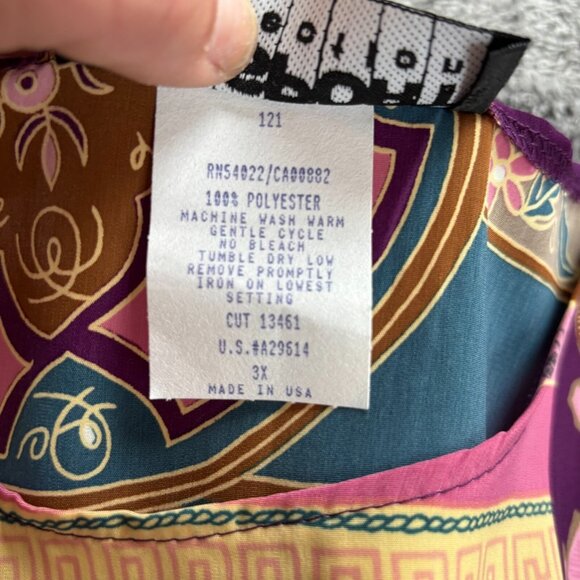 121
RN54022/CA00882
100% POLYESTER
MACHINE WASH WARM
GENTLE CYCLE
NO BLEACH
TUMBLE DRY LOW
REMOVE PROMPTLY
IRON ON LOWEST
SETTING
CUT 13461
U.S.#A29614
3X
MADE IN USA